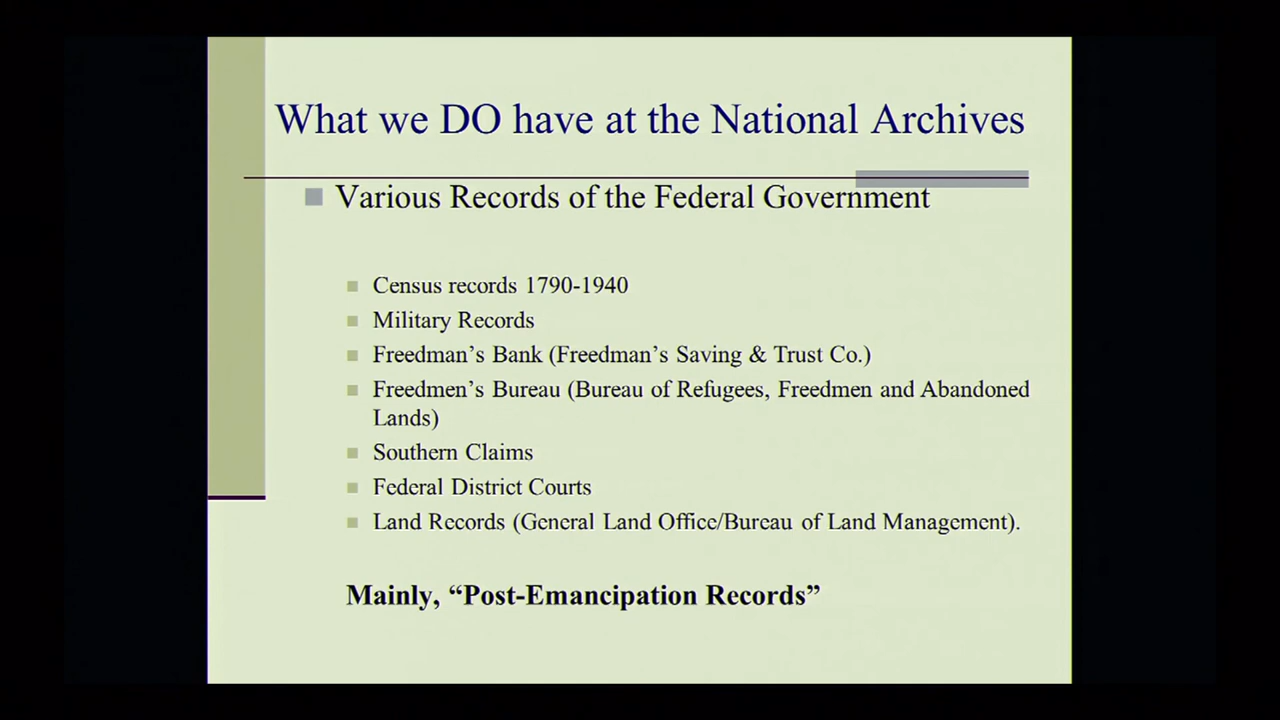 What we DO have at the National Archives
Various Records of the Federal Government
Census records 1790-1940
Military Records
Freedman’s Bank (Freedman’s Saving & Trust Co.)
Freedmen’s Bureau (Bureau of Refugees, Freedmen and Abandoned
Lands)
Southern Claims
Federal District Courts
Land Records (General Land Office/Bureau of Land Management).
Mainly, “Post-Emancipation Records”